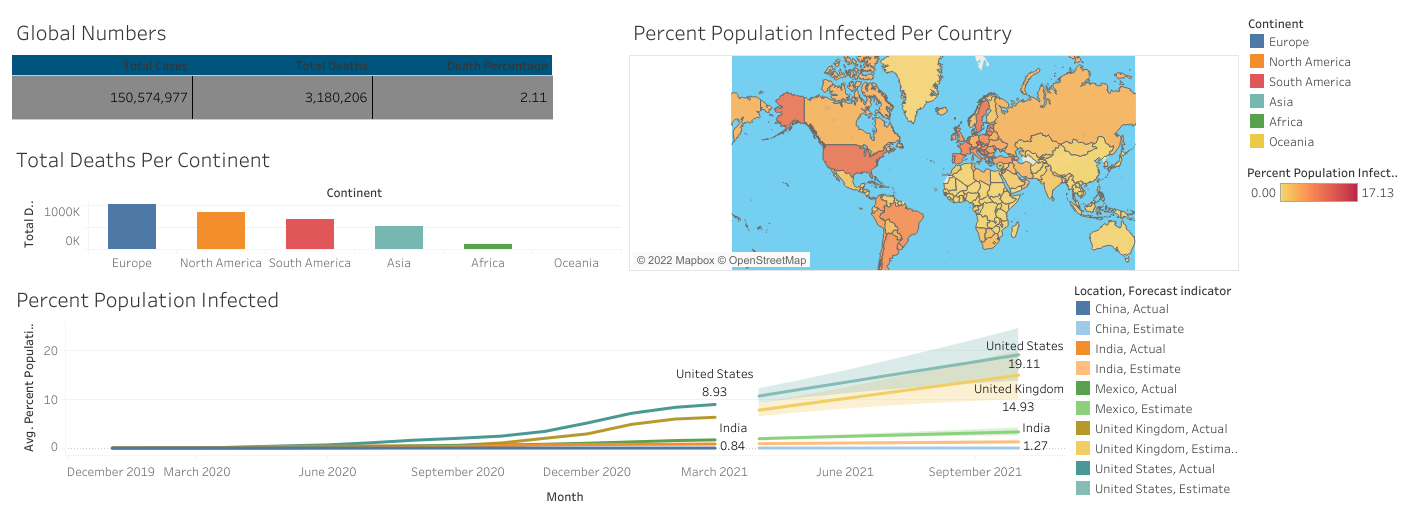 Global Numbers
Total Cases Total Deaths Death Percentage
150,574,977 3,180,206 2.11
Total Deaths Per Continent
Continent
Total D..
1000K
0K
Europe North America South America Asia Africa Oceania
Percent Population Infected Per Country
© 2022 Mapbox © OpenStreetMap
Continent
Europe
North America
South America
Asia
Africa
Oceania
Percent Population Infect..
0.00 17.13
Percent Population Infected
Avg. Percent Populati..
20
10
0
United States
8.93
India
0.84
United States
19.11
United Kingdom
14.93
India
1.27
December 2019 March 2020 June 2020 September 2020 December 2020 March 2021 June 2021 September 2021
Month
Location, Forecast indicator
China, Actual
China, Estimate
India, Actual
India, Estimate
Mexico, Actual
Mexico, Estimate
United Kingdom, Actual
United Kingdom, Estima..
United States, Actual
United States, Estimate